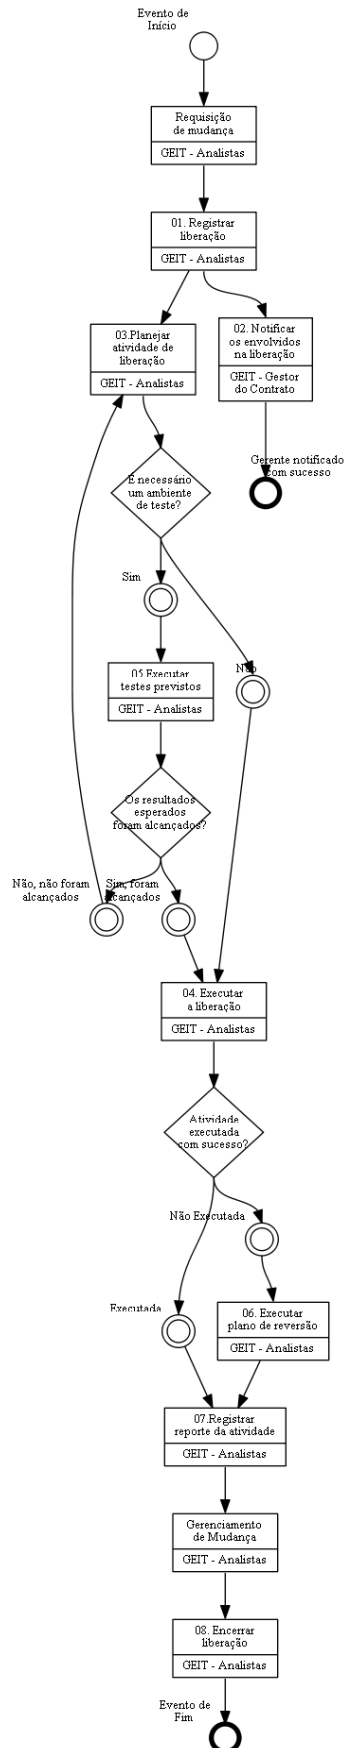 Evento de
Início
Requisição
de mudança
GEIT - Analistas
01. Registrar
liberação
GEIT - Analistas
03.Planejar
atividade de
liberação
GEIT - Analistas
02. Notificar
os envolvidos
na liberação
GEIT - Gestor
do Contrato
Gerente notificado
com sucesso
É necessário
um ambiente
de teste?
Sim
Não
05.Executar
testes previstos
GEIT - Analistas
Os resultados
esperados
foram alcançados?
Não, não foram
alcançados
Sim, foram
alcançados
04. Executar
a liberação
GEIT - Analistas
Atividade
executada
com sucesso?
Não Executada
Executada
06. Executar
plano de reversão
GEIT - Analistas
07.Registrar
reporte da atividade
GEIT - Analistas
Gerenciamento
de Mudança
GEIT - Analistas
08. Encerrar
liberação
GEIT - Analistas
Evento de
Fim